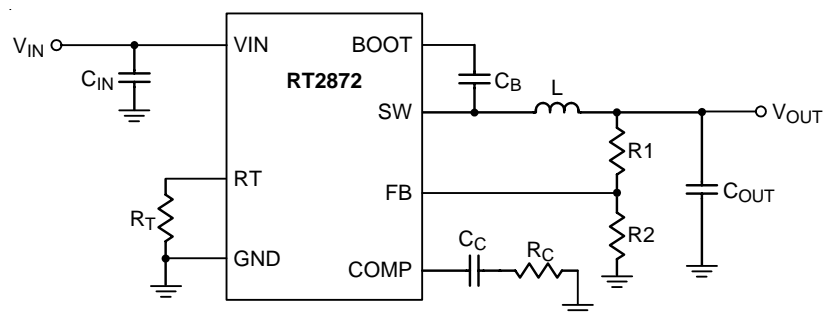 VIN
CIN
VIN
BOOT
RT2872
CB
SW
L
VOUT
R1
RT
FB
COUT
RT
R2
GND
CC
RC
COMP